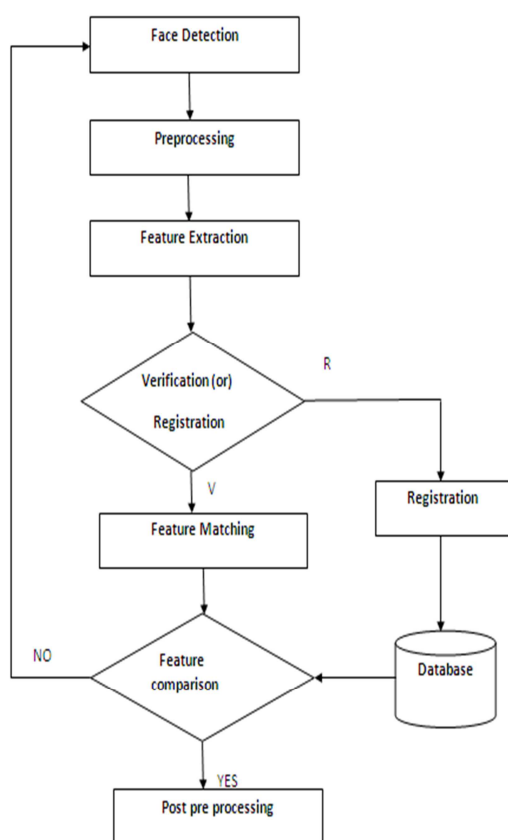 Face Detection
Preprocessing
Feature Extraction
R
Verification (or)
Registration
V
Registration
Feature Matching
NO
Feature
comparison
Database
YES
Post pre processing